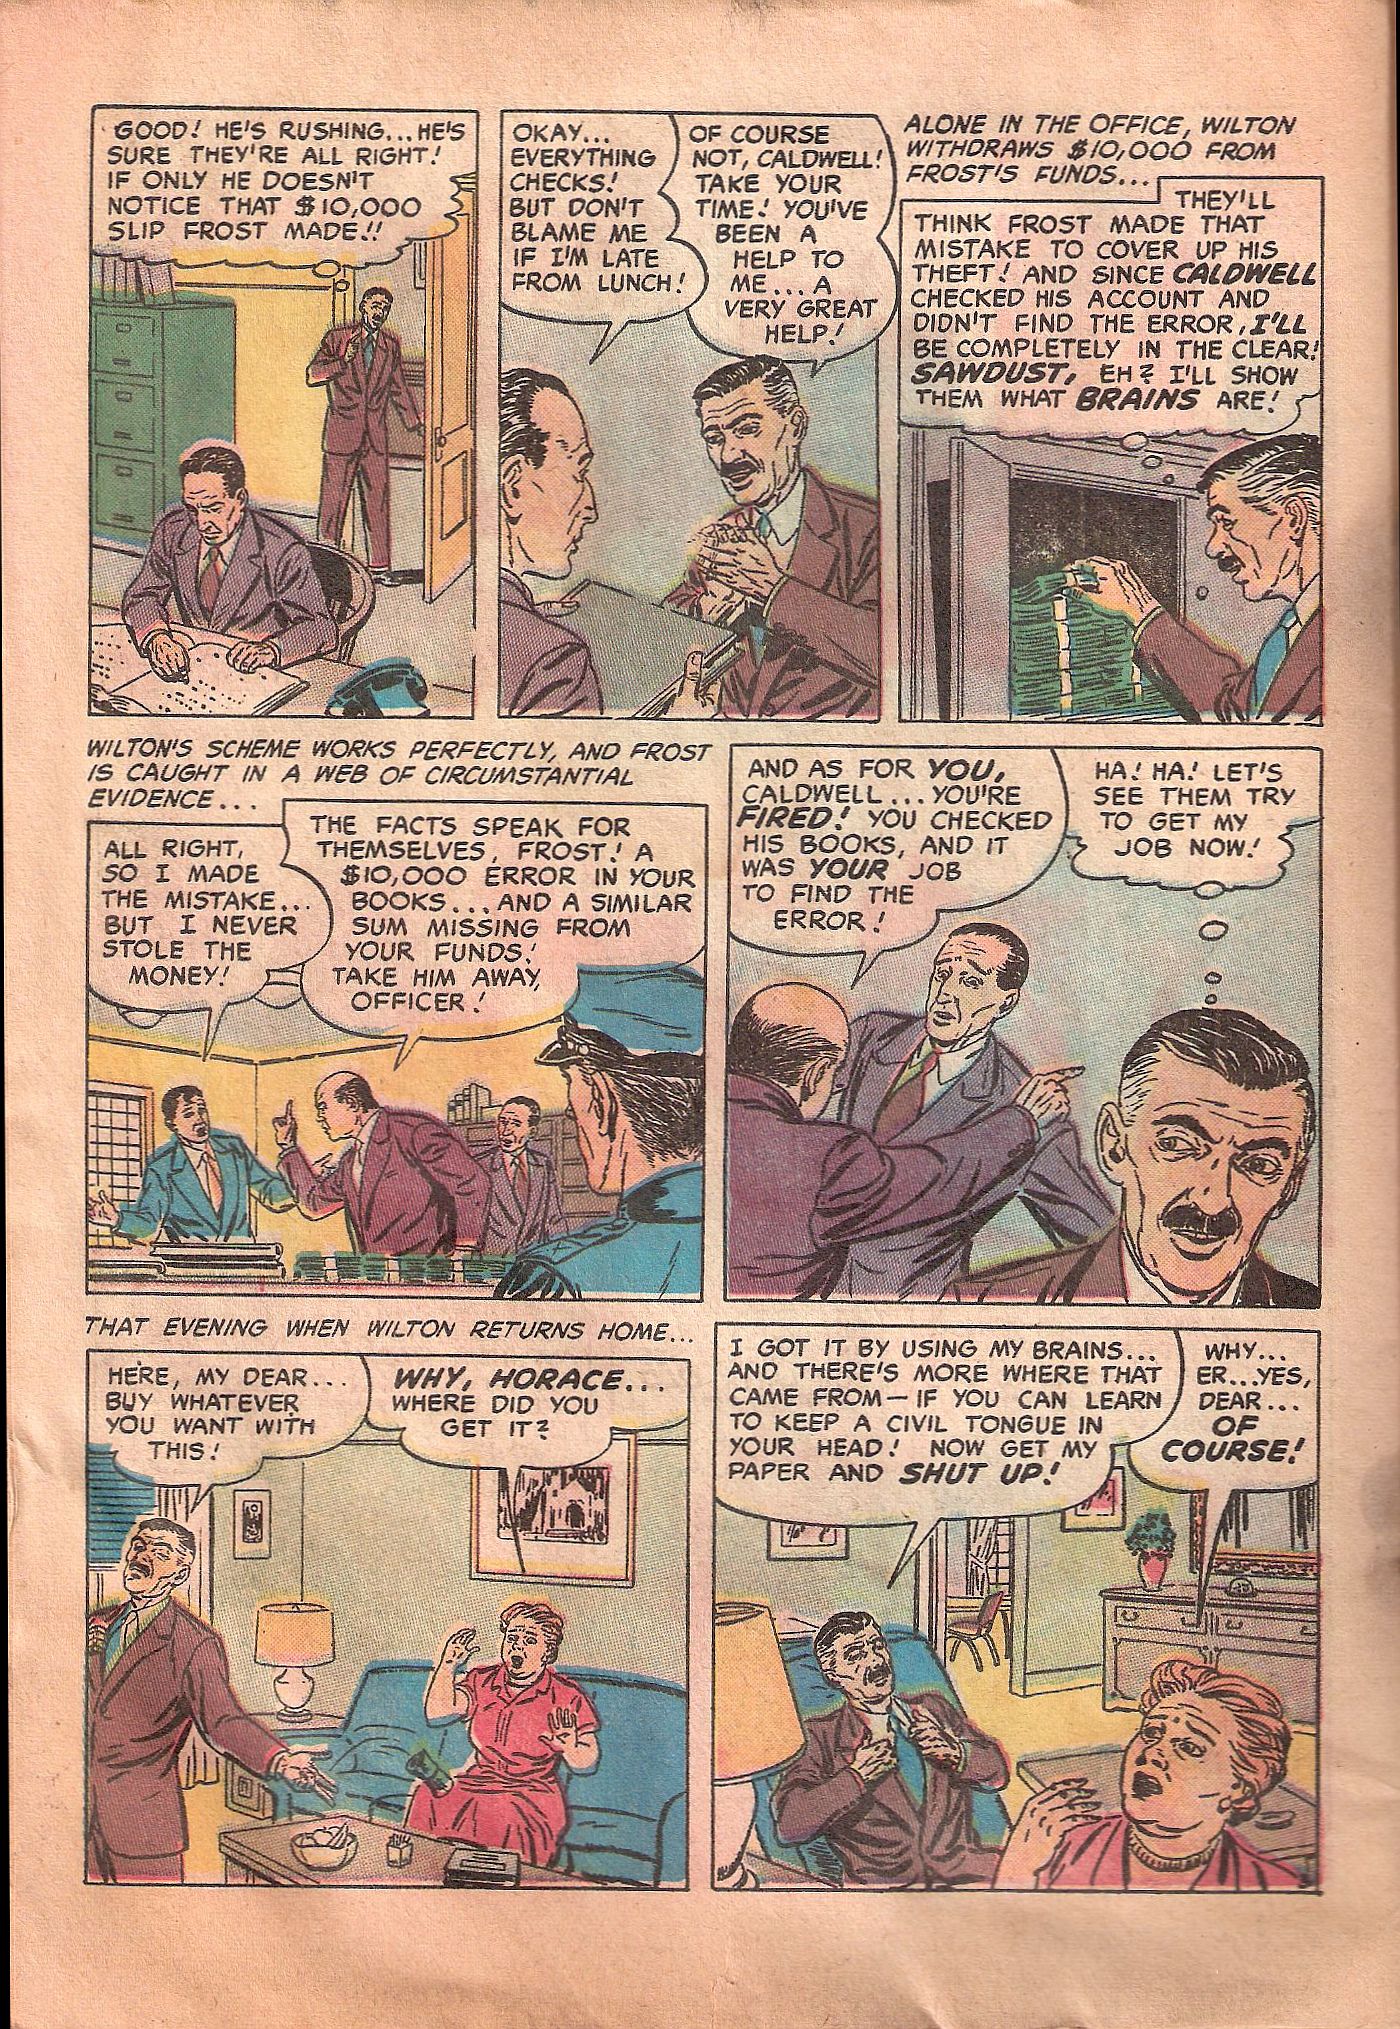 GOOD! HE'S RUSHING...HE'S
SURE THEY'RE ALL RIGHT!
IF ONLY HE DOESN'T
NOTICE THAT $10,000
SLIP FROST MADE!!
OKAY...
EVERYTHING
CHECKS!
BUT DON'T
BLAME ME
IF I'M LATE
FROM LUNCH!
OF COURSE
NOT, CALDWELL!
TAKE YOUR
TIME! YOU'VE
BEEN A
HELP TO
ME...A
VERY GREAT
HELP!
ALONE IN THE OFFICE, WILTON
WITHDRAWS $10,000 FROM
FROST'S FUNDS...
THEY'LL
THINK FROST MADE THAT
MISTAKE TO COVER UP HIS
THEFT! AND SINCE CALDWELL
CHECKED HIS ACCOUNT AND
DIDN'T FIND THE ERROR, I'LL
BE COMPLETELY IN THE CLEAR!
SAWDUST, EH? I'LL SHOW
THEM WHAT BRAINS ARE!
WILTON'S SCHEME WORKS PERFECTLY, AND FROST
IS CAUGHT IN A WEB OF CIRCUMSTANTIAL
EVIDENCE...
ALL RIGHT,
SO I MADE
THE MISTAKE...
BUT I NEVER
STOLE THE
MONEY!
THE FACTS SPEAK FOR
THEMSELVES, FROST! A
$10,000 ERROR IN YOUR
BOOKS...AND A SIMILAR
SUM MISSING FROM
YOUR FUNDS!
TAKE HIM AWAY,
OFFICER!
AND AS FOR YOU,
CALDWELL...YOU'RE
FIRED! YOU CHECKED
HIS BOOKS, AND IT
WAS YOUR JOB
TO FIND THE
ERROR!
HA! HA! LET'S
SEE THEM TRY
TO GET MY
JOB NOW!
THAT EVENING WHEN WILTON RETURNS HOME...
HERE, MY DEAR...
BUY WHATEVER
YOU WANT WITH
THIS!
WHY, HORACE...
WHERE DID YOU
GET IT?
I GOT IT BY USING MY BRAINS...
AND THERE'S MORE WHERE THAT
CAME FROM—IF YOU CAN LEARN
TO KEEP A CIVIL TONGUE IN
YOUR HEAD! NOW GET MY
PAPER AND SHUT UP!
WHY...
ER...YES,
DEAR...
OF
COURSE!